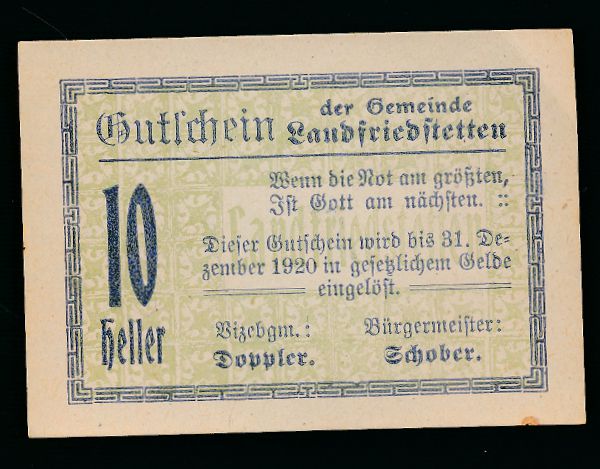 Gutschein der Gemeinde
Landfriedstetten
10
Heller
Wenn die Not am größten,
Ist Gott am nächsten. ::
Dieser Gutschein wird bis 31. De-
zember 1920 in gesetzlichem Gelde
eingelöst.
Vizebgm.:
Doppler.
Bürgermeister:
Schober.